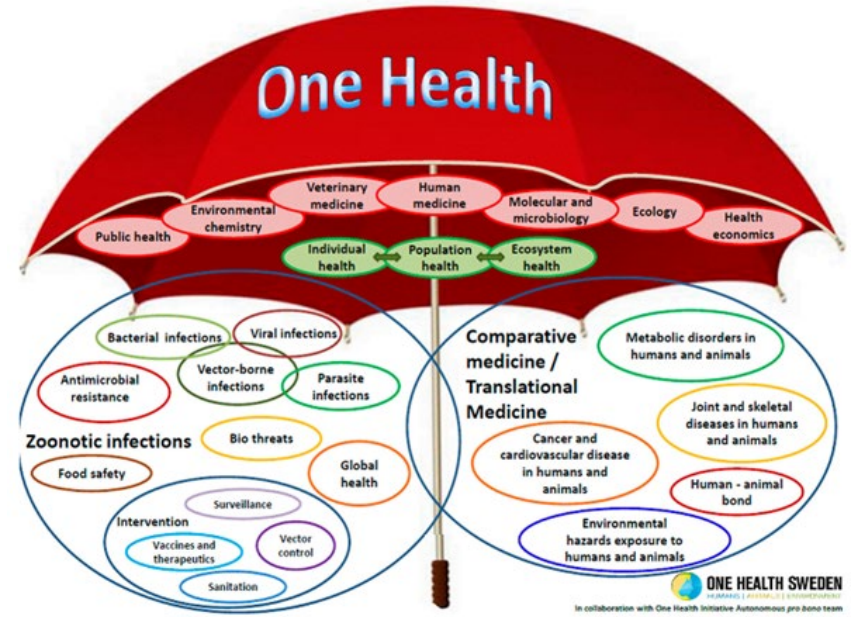 One Health
Public health
Environmental
chemistry
Veterinary
medicine
Human
medicine
Molecular and
microbiology
Ecology
Health
economics
Individual
health
Population
health
Ecosystem
health
Bacterial infections
Viral infections
Vector-borne
infections
Antimicrobial
resistance
Parasite
infections
Zoonotic infections
Bio threats
Food safety
Global
health
Intervention
Surveillance
Vaccines and
therapeutics
Vector
control
Sanitation
Comparative
medicine /
Translational
Medicine
Metabolic disorders in
humans and animals
Joint and skeletal
diseases in humans
and animals
Cancer and
cardiovascular disease
in humans and
animals
Human - animal
bond
Environmental
hazards exposure to
humans and animals
ONE HEALTH SWEDEN
HUMANS | ANIMALS | ENVIRONMENT
In collaboration with One Health Initiative Autonomous pro bono team